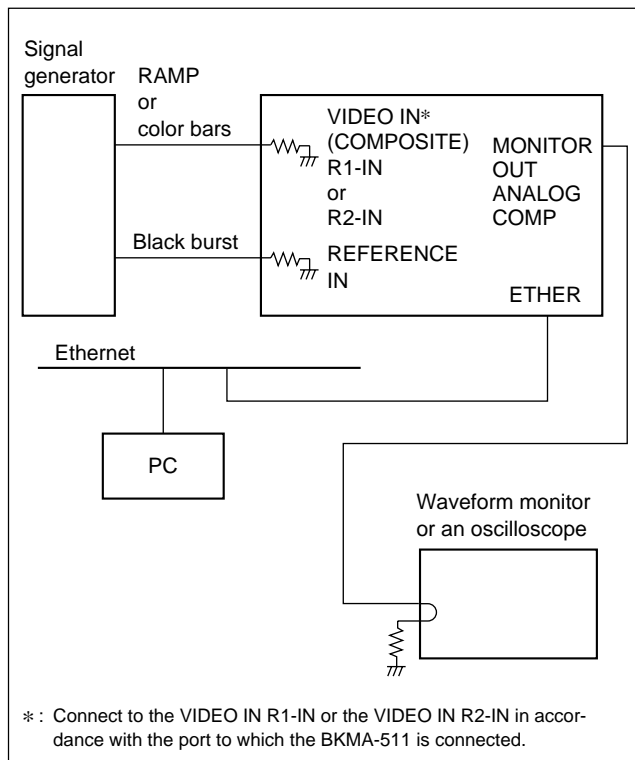 Signal
generator
RAMP
or
color bars
Black burst
VIDEO IN*
(COMPOSITE)
R1-IN
or
R2-IN
REFERENCE
IN
MONITOR
OUT
ANALOG
COMP
ETHER
Ethernet
PC
Waveform monitor
or an oscilloscope
* : Connect to the VIDEO IN R1-IN or the VIDEO IN R2-IN in accor-
dance with the port to which the BKMA-511 is connected.